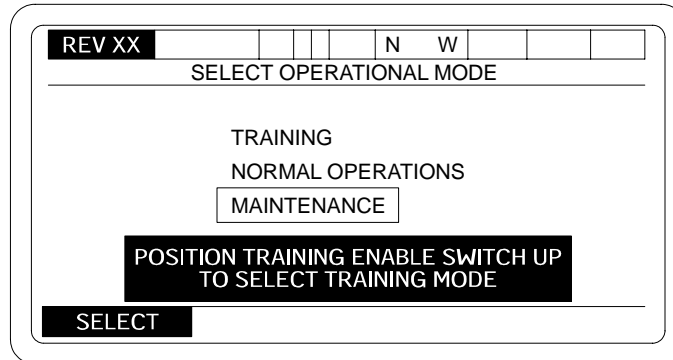 REV XX N W
SELECT OPERATIONAL MODE
TRAINING
NORMAL OPERATIONS
MAINTENANCE
POSITION TRAINING ENABLE SWITCH UP
TO SELECT TRAINING MODE
SELECT